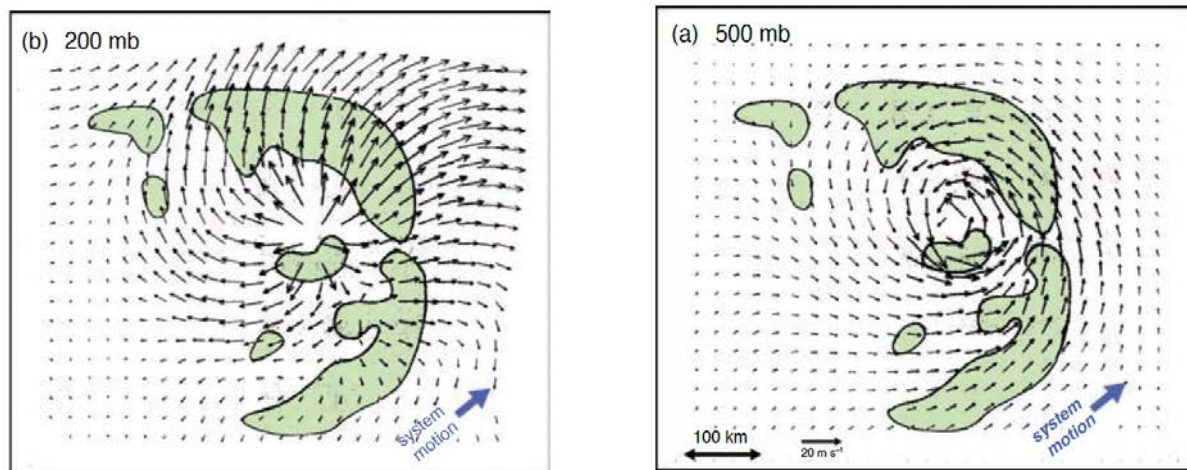 (b) 200 mb
system
motion
(a) 500 mb
system
motion
100 km
20 m s⁻¹